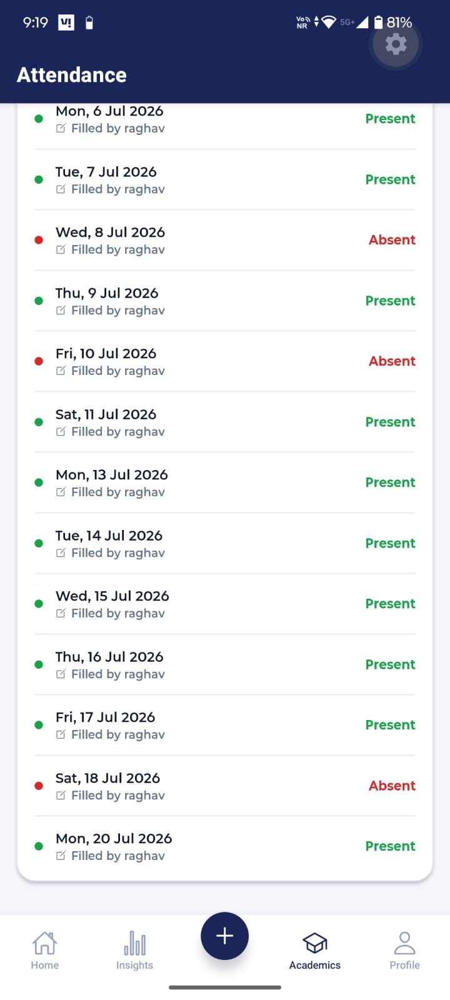 9:19
Vo
NR
5G+
81%
Attendance
Mon, 6 Jul 2026
Filled by raghav
Present
Tue, 7 Jul 2026
Filled by raghav
Present
Wed, 8 Jul 2026
Filled by raghav
Absent
Thu, 9 Jul 2026
Filled by raghav
Present
Fri, 10 Jul 2026
Filled by raghav
Absent
Sat, 11 Jul 2026
Filled by raghav
Present
Mon, 13 Jul 2026
Filled by raghav
Present
Tue, 14 Jul 2026
Filled by raghav
Present
Wed, 15 Jul 2026
Filled by raghav
Present
Thu, 16 Jul 2026
Filled by raghav
Present
Fri, 17 Jul 2026
Filled by raghav
Present
Sat, 18 Jul 2026
Filled by raghav
Absent
Mon, 20 Jul 2026
Filled by raghav
Present
Home
Insights
Academics
Profile